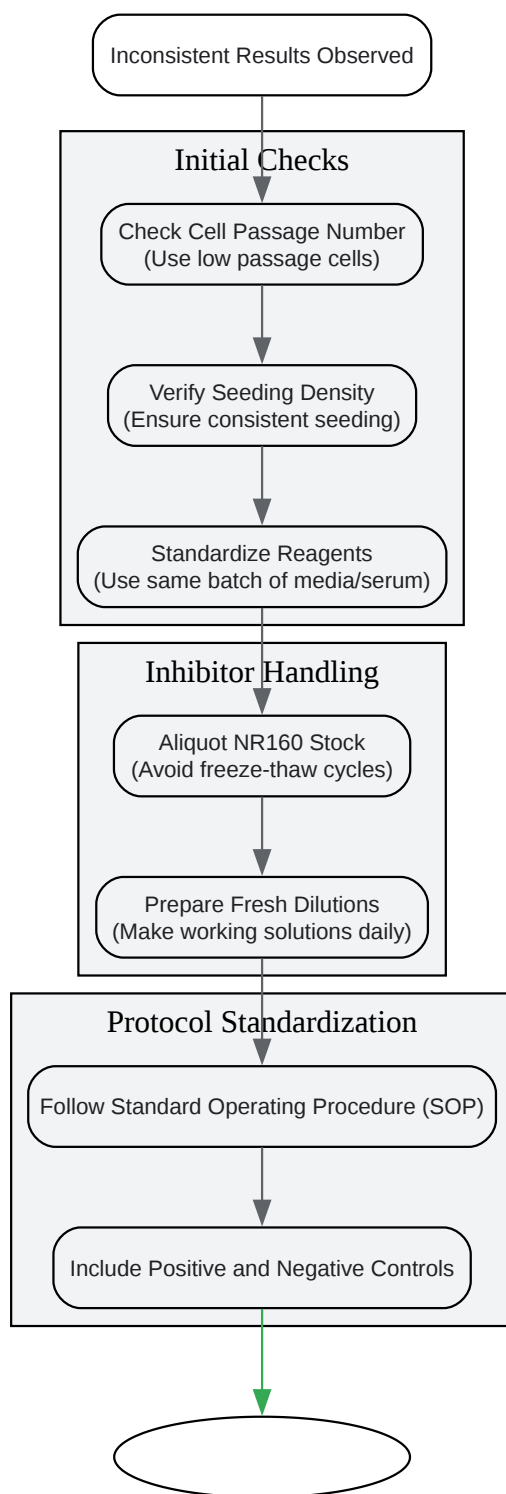 Inconsistent Results Observed
Initial Checks
Check Cell Passage Number
(Use low passage cells)
Verify Seeding Density
(Ensure consistent seeding)
Standardize Reagents
(Use same batch of media/serum)
Inhibitor Handling
Aliquot NR160 Stock
(Avoid freeze-thaw cycles)
Prepare Fresh Dilutions
(Make working solutions daily)
Protocol Standardization
Follow Standard Operating Procedure (SOP)
Include Positive and Negative Controls